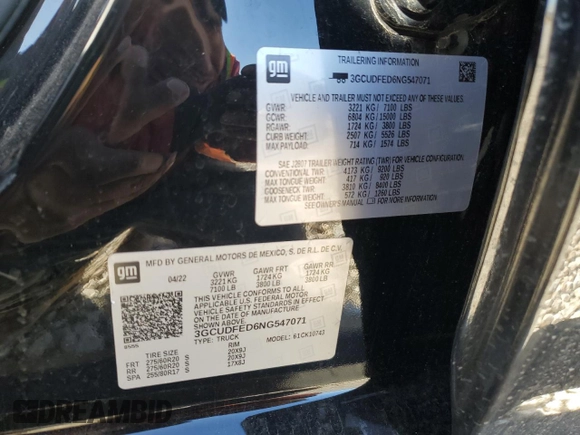 gm
TRAILERING INFORMATION
3GCUDFED6NG547071
VEHICLE AND TRAILER MUST NOT EXCEED ANY OF THESE VALUES:
GVWR: 3221 KG/ 7100 LBS
GCWR: 6804 KG/ 15000 LBS
RGAWR: 1724 KG/ 3800 LBS
CURB WEIGHT: 2507 KG/ 5526 LBS
MAX PAYLOAD: 714 KG/ 1574 LBS
SAE J2807 TRAILER WEIGHT RATING (TWR) FOR VEHICLE CONFIGURATION
CONVENTIONAL TWR: 4173 KG/ 9200 LBS
MAX TONGUE WEIGHT: 417 KG/ 920 LBS
GOOSENECK TWR: 3810 KG/ 8400 LBS
MAX TONGUE WEIGHT: 572 KG/ 1260 LBS
SEE OWNER'S MANUAL FOR MORE INFORMATION
gm
MFD BY GENERAL MOTORS DE MEXICO, S. DE R.L. DE C.V.
04/22 GVWR GAWR FRT GAWR RR
3221 KG 1724 KG 1724 KG
7100 LB 3800 LB 3800 LB
THIS VEHICLE CONFORMS TO ALL
APPLICABLE U.S. FEDERAL MOTOR
VEHICLE SAFETY STANDARDS IN EFFECT
ON THE DATE OF MANUFACTURE
SHOWN ABOVE.
3GCUDFED6NG547071
TYPE: TRUCK MODEL: 61CK10743
TIRE SIZE RIM
FRT 275/60R20 S 20X9J
RR 275/60R20 S 20X9J
SPA 255/80R17 S 17X8J
DREAMBID